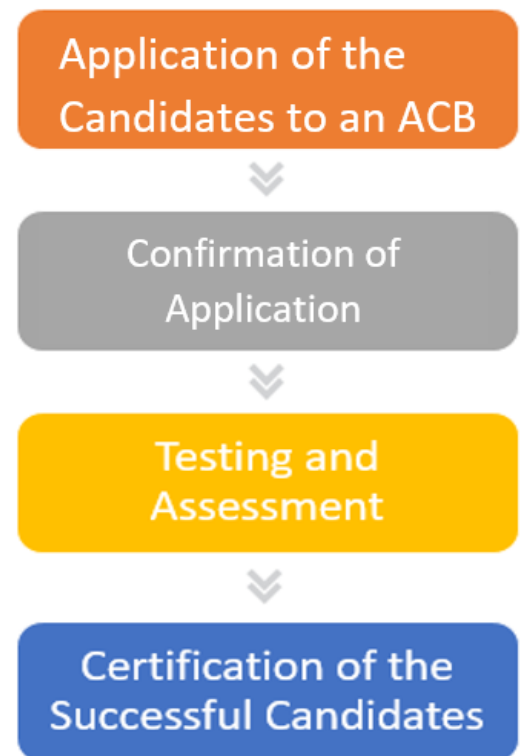 Application of the
Candidates to an ACB
Confirmation of
Application
Testing and
Assessment
Certification of the
Successful Candidates